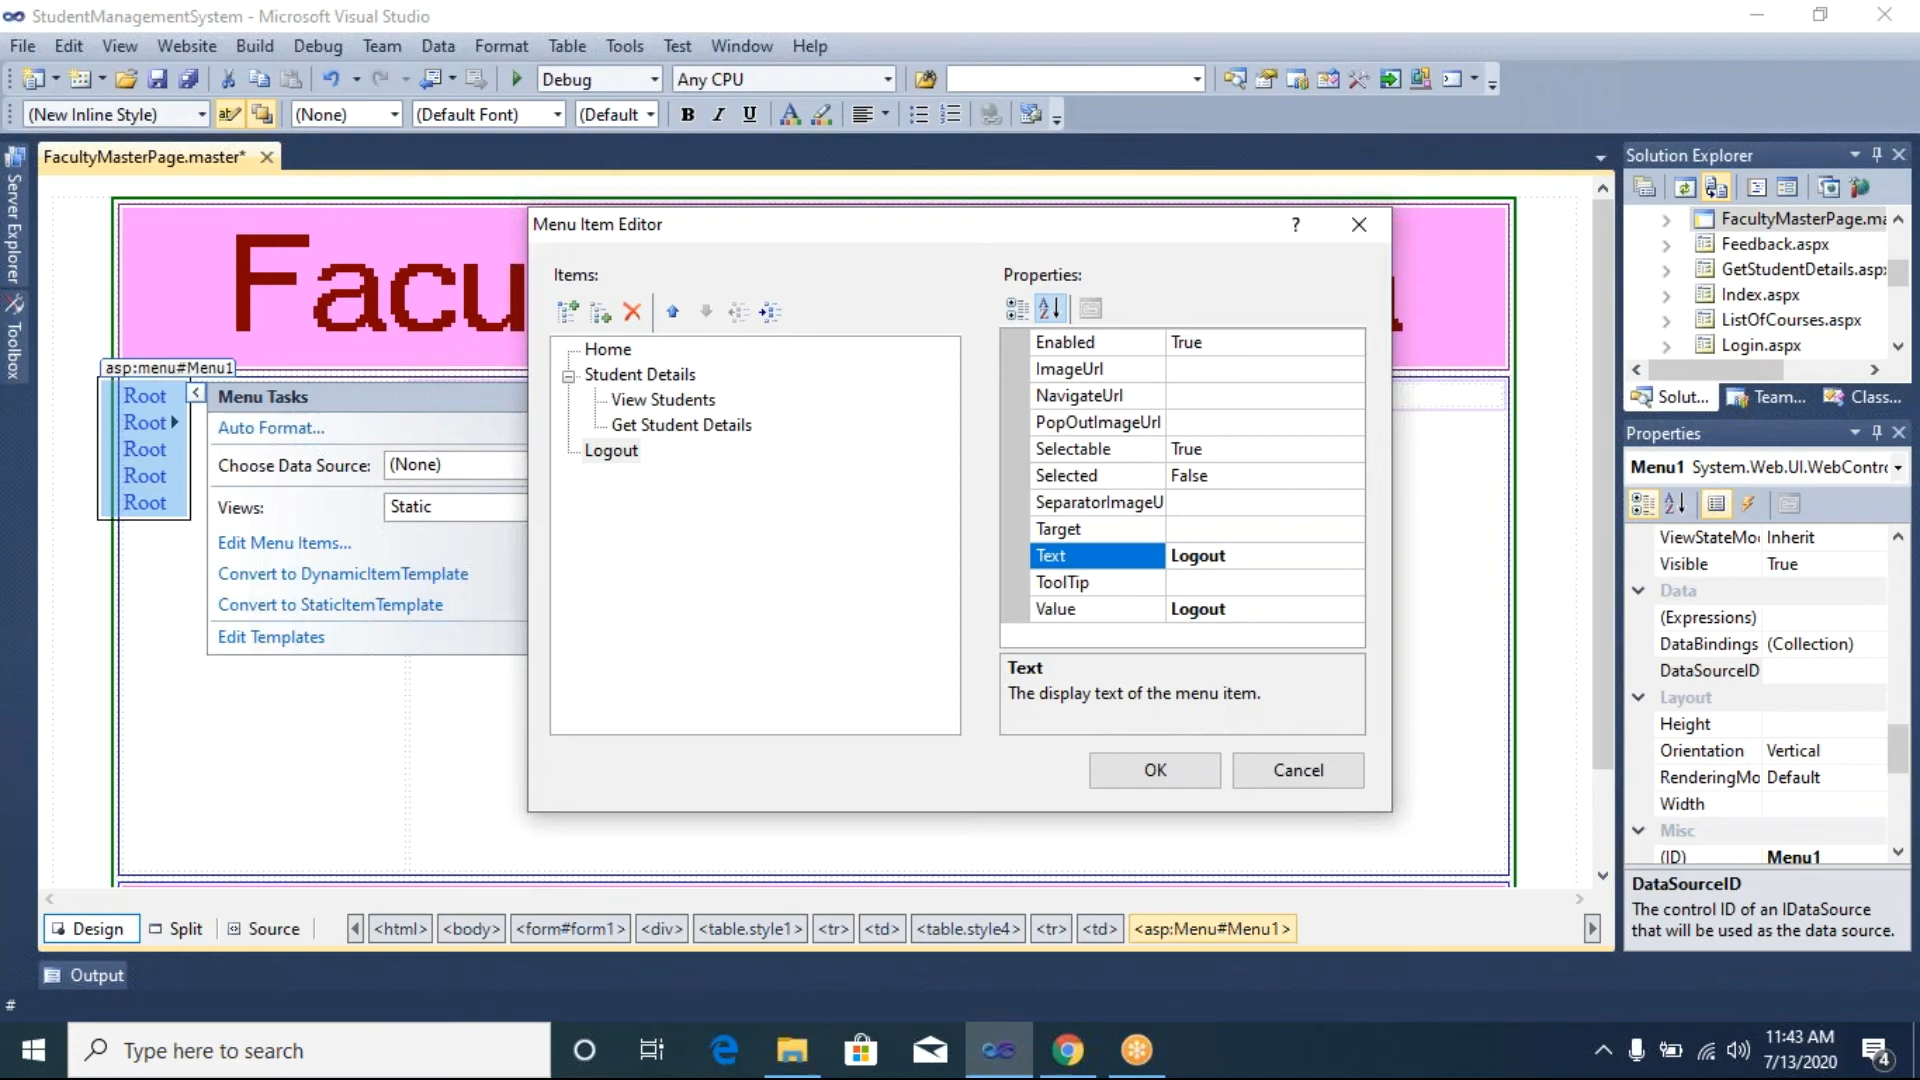 StudentManagementSystem - Microsoft Visual Studio
File Edit View Website Build Debug Team Data Format Table Tools Test Window Help
Debug Any CPU
(New Inline Style) (None) (Default Font) (Default B I U
Server Explorer
Toolbox
FacultyMasterPage.master*
Facu
asp:menu#Menu1
Root
Root
Root
Root
Root
Menu Tasks
Auto Format...
Choose Data Source: (None)
Views: Static
Edit Menu Items...
Convert to DynamicItemTemplate
Convert to StaticItemTemplate
Edit Templates
Menu Item Editor ?
Items:
Home
Student Details
View Students
Get Student Details
Logout
Properties:
Enabled True
ImageUrl
NavigateUrl
PopOutImageUrl
Selectable True
Selected False
SeparatorImageU
Target
Text Logout
ToolTip
Value Logout
Text
The display text of the menu item.
OK Cancel
Solution Explorer
FacultyMasterPage.ma
Feedback.aspx
GetStudentDetails.asp
Index.aspx
ListOfCourses.aspx
Login.aspx
Solut... Team... Class...
Properties
Menu1 System.Web.UI.WebContr
ViewStateMo Inherit
Visible True
Data
(Expressions)
DataBindings (Collection)
DataSourceID
Layout
Height
Orientation Vertical
RenderingMo Default
Width
Misc
(ID) Menu1
DataSourceID
The control ID of an IDataSource
that will be used as the data source.
Design Split Source <html> <body> <form#form1> <div> <table.style1> <tr> <td> <table.style4> <tr> <td> <asp:Menu#Menu1>
Output
#
Type here to search
11:43 AM
7/13/2020
4